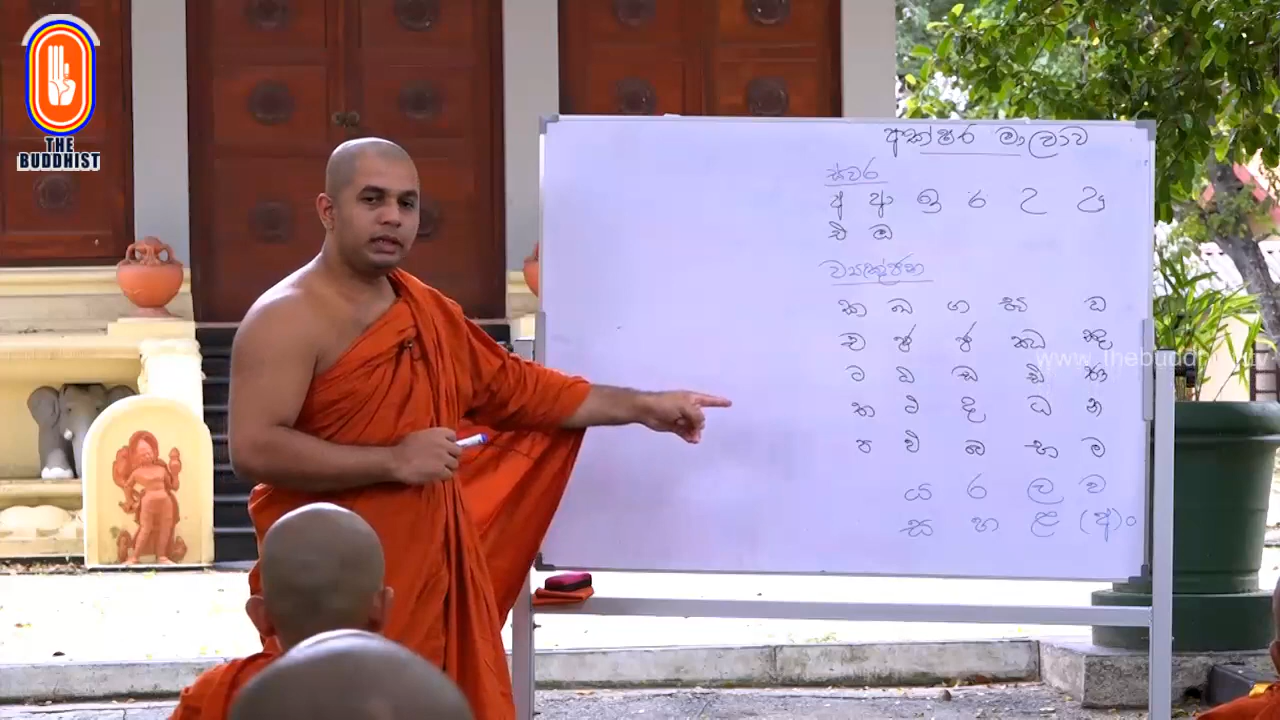 THE
BUDDHIST
අක්ෂර මාලාව
ස්වර
අ ආ ඉ ඊ උ ඌ
එ ඔ
ව්‍යඤ්ජන
ක ඛ ග ඝ ඞ
ච ඡ ජ ඣ ඤ
ට ඨ ඩ ඪ ණ
ත ථ ද ධ න
ප ඵ බ භ ම
ය ර ල ව
ස හ ළ (අ)ං